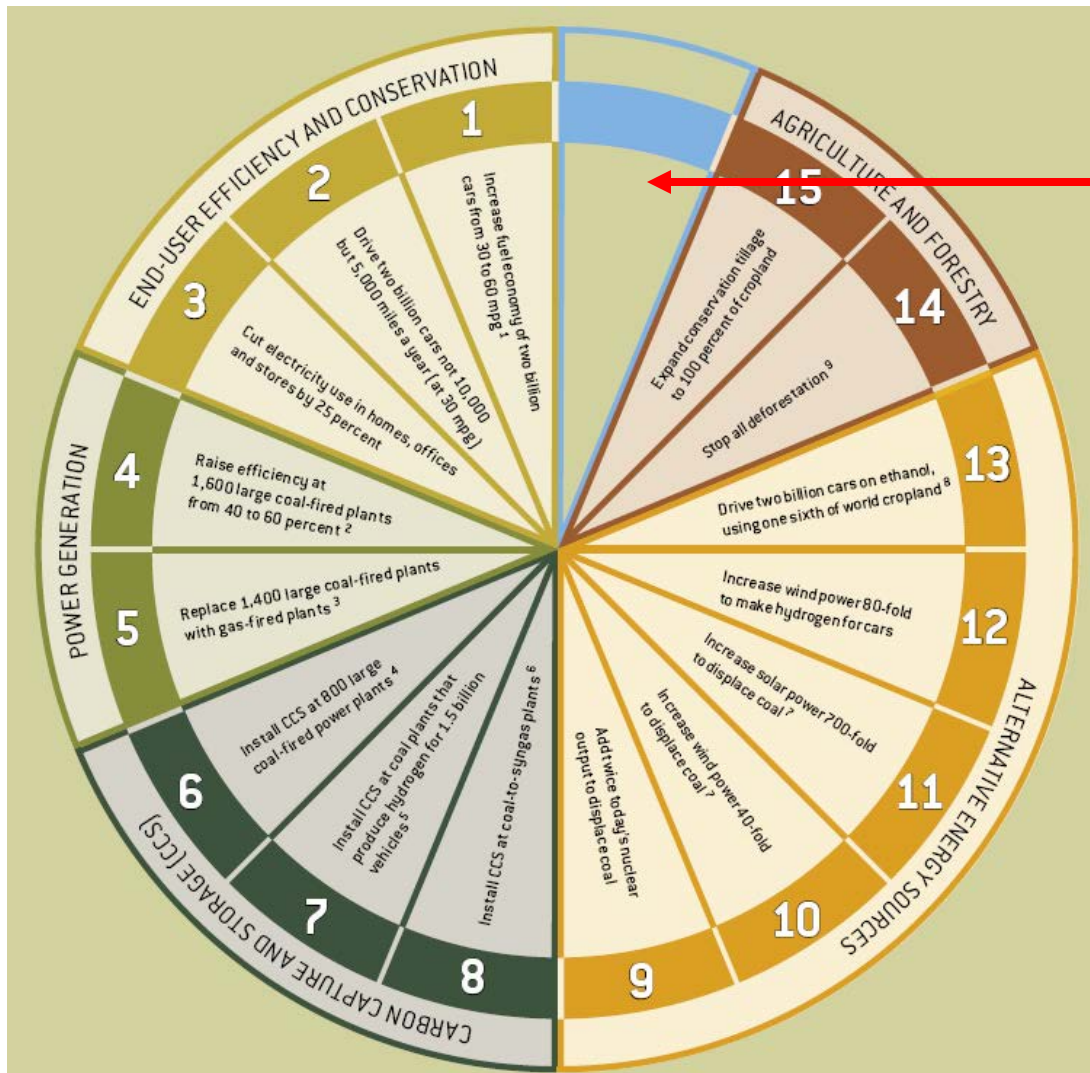 END-USER EFFICIENCY AND CONSERVATION
1
Increase fuel economy of two billion
cars from 30 to 60 mpg 1
2
Drive two billion cars not 10,000
but 5,000 miles a year (at 30 mpg)
3
Cut electricity use in homes, offices
and stores by 25 percent
POWER GENERATION
4
Raise efficiency at
1,600 large coal-fired plants
from 40 to 60 percent 2
5
Replace 1,400 large coal-fired plants
with gas-fired plants 3
CARBON CAPTURE AND STORAGE (CCS)
6
Install CCS at 800 large
coal-fired power plants 4
7
Install CCS at coal plants that
produce hydrogen for 1.5 billion
vehicles 5
8
Install CCS at coal-to-syngas plants 6
ALTERNATIVE ENERGY SOURCES
9
Add twice today's nuclear
output to displace coal
10
Increase wind power 40-fold
to displace coal 7
11
Increase solar power 700-fold
to displace coal 7
12
Increase wind power 80-fold
to make hydrogen for cars
13
Drive two billion cars on ethanol,
using one sixth of world cropland 8
AGRICULTURE AND FORESTRY
14
Stop all deforestation 9
15
Expand conservation tillage
to 100 percent of cropland